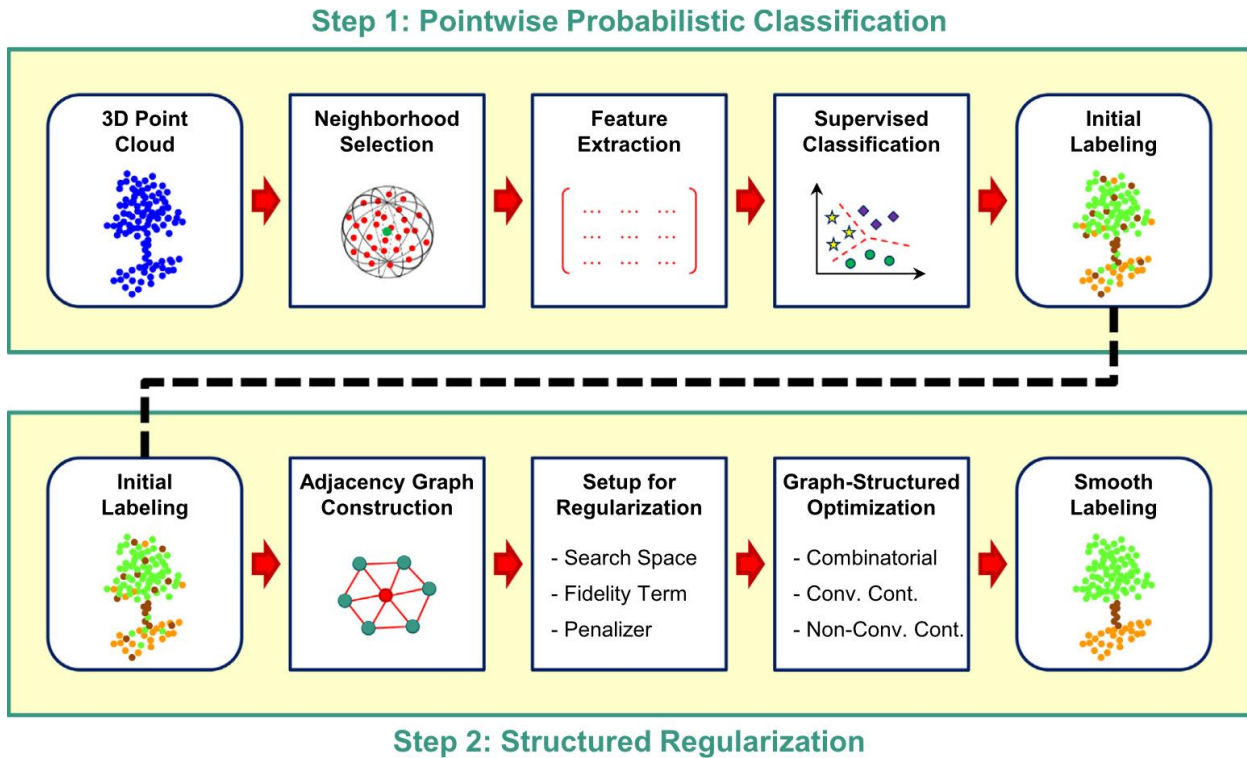 Step 1: Pointwise Probabilistic Classification
3D Point
Cloud
Neighborhood
Selection
Feature
Extraction
... ... ...
... ... ...
... ... ...
Supervised
Classification
Initial
Labeling
Initial
Labeling
Adjacency Graph
Construction
Setup for
Regularization
- Search Space
- Fidelity Term
- Penalizer
Graph-Structured
Optimization
- Combinatorial
- Conv. Cont.
- Non-Conv. Cont.
Smooth
Labeling
Step 2: Structured Regularization